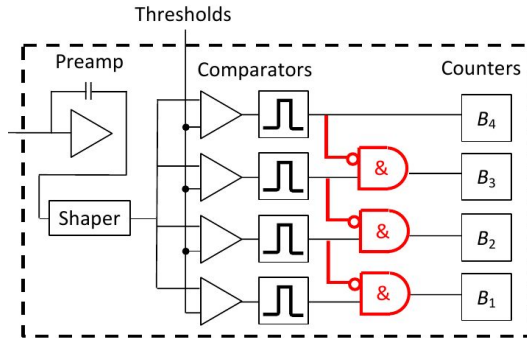 Thresholds
Preamp
Comparators
Counters
B4
&
B3
Shaper
&
B2
&
B1